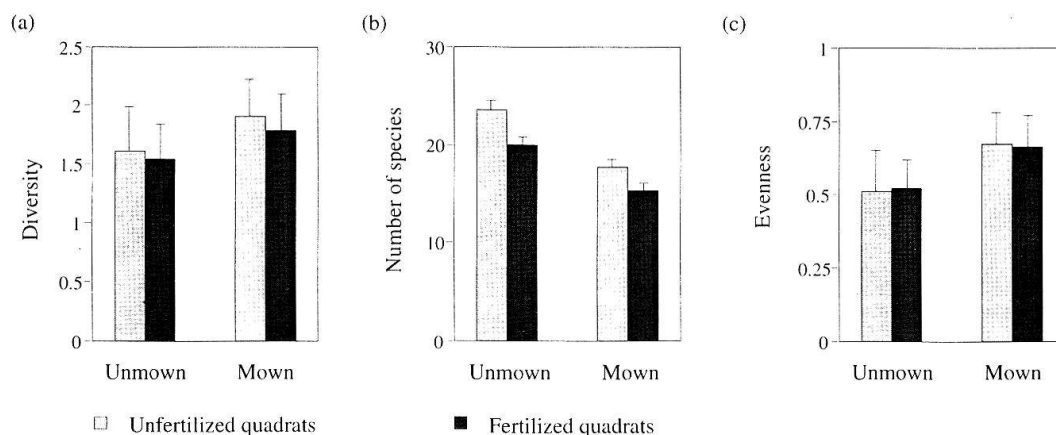 (a)
Diversity
2.5
2
1.5
1
0.5
0
Unmown Mown
(b)
Number of species
30
20
10
0
Unmown Mown
(c)
Evenness
1
0.75
0.5
0.25
0
Unmown Mown
Unfertilized quadrats Fertilized quadrats